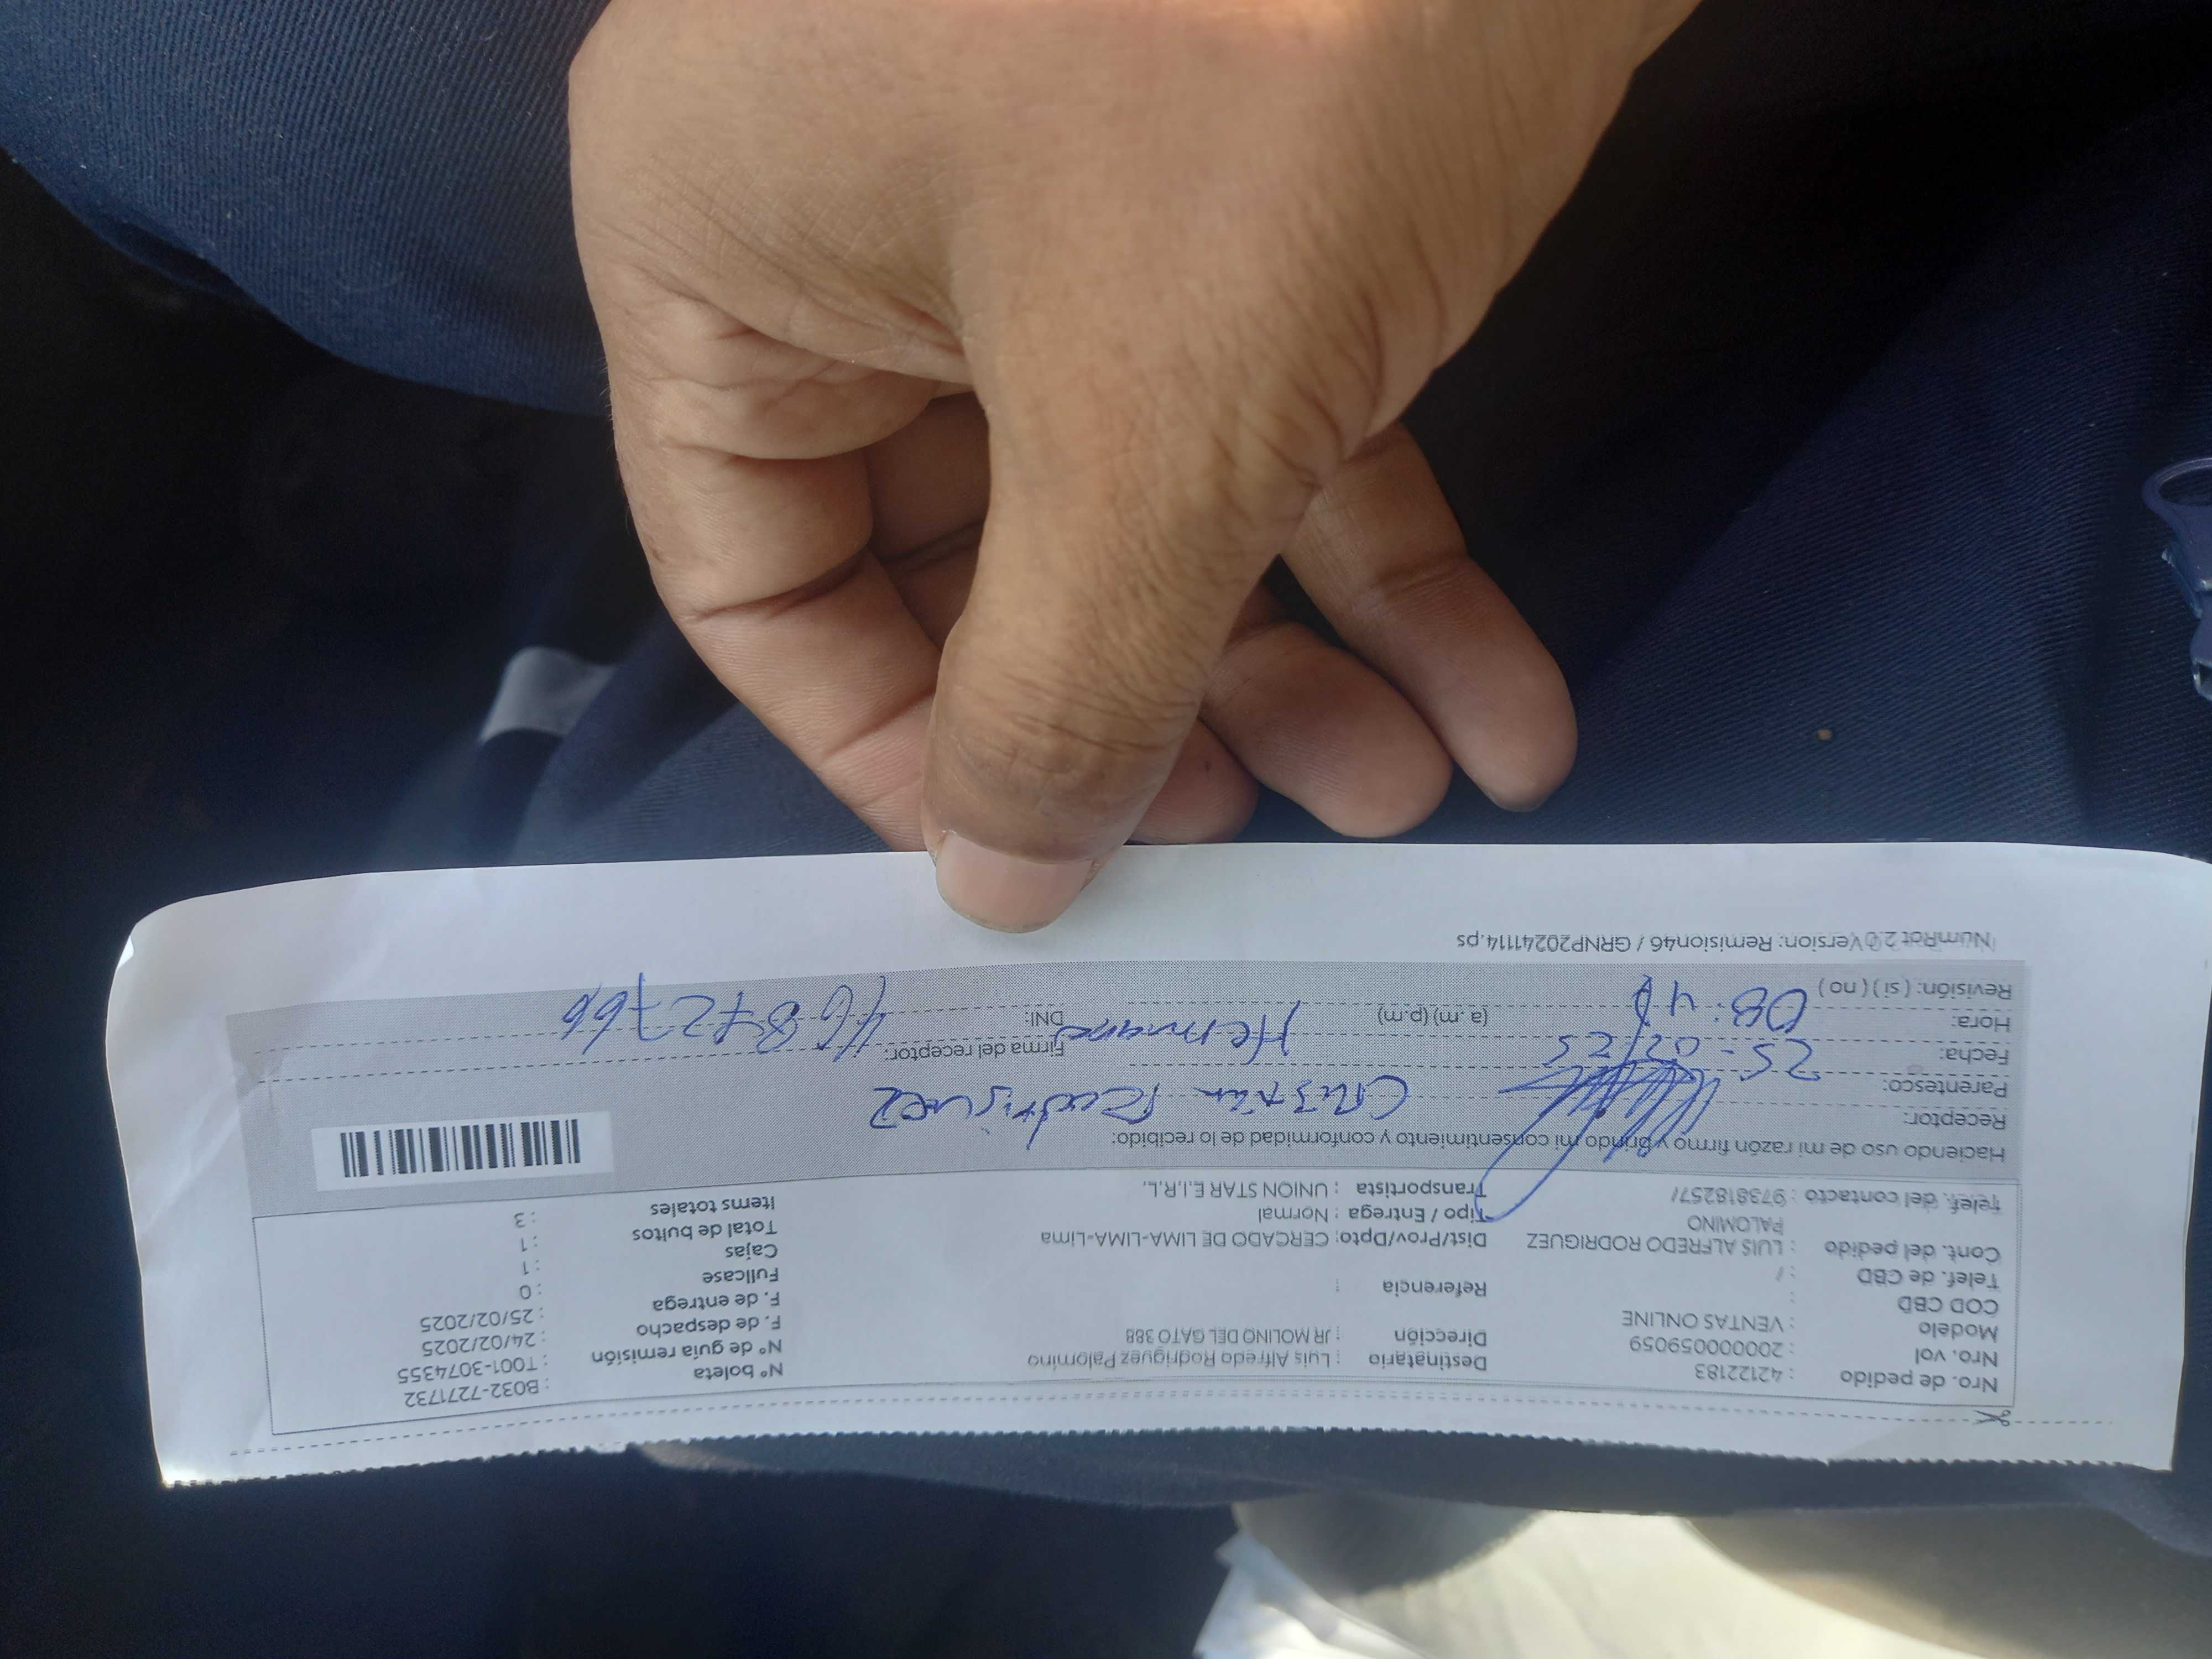 Nro. de pedido : 42122183 Destinatario : Luis Alfredo Rodriguez Palomino N° boleta : B032-7271732
Nro. vol : 20000059059 Dirección : JR MOLINO DEL GATO 388 N° de guia remisión : T001-3074355
Modelo : VENTAS ONLINE F. de despacho : 24/02/2025
COD CBD : Referencia : F. de entrega : 25/02/2025
Telef. de CBD : / Fullcase : 0
Cont. del pedido : LUIS ALFREDO RODRIGUEZ PALOMINO Dist/Prov/Dpto: CERCADO DE LIMA-LIMA-Lima Cajas : 1
Tipo / Entrega : Normal Total de bultos : 1
Telef. del contacto : 973818257/ Transportista : UNION STAR E.I.R.L. Items totales : 3
Haciendo uso de mi razón firmo y brindo mi consentimiento y conformidad de lo recibido:
Receptor: Cristian Rodriguez
Parentesco: Hermano Firma del receptor:
Fecha: 25-02/25
Hora: 08:40 (a.m) (p.m) DNI: 46872766
Revisión: ( si ) ( no )
NumRot 2.0 Version: Remision46 / GRNP20241114.ps